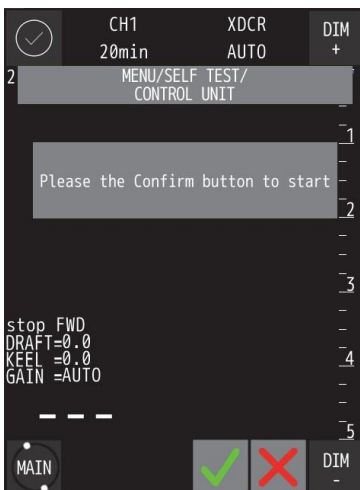 CH1 XDCR DIM
20min AUTO +
2 MENU/SELF TEST/
CONTROL UNIT
1
Please the Confirm button to start
2
3
stop FWD
DRAFT=0.0
KEEL =0.0
GAIN =AUTO
4
---
5
MAIN DIM
-